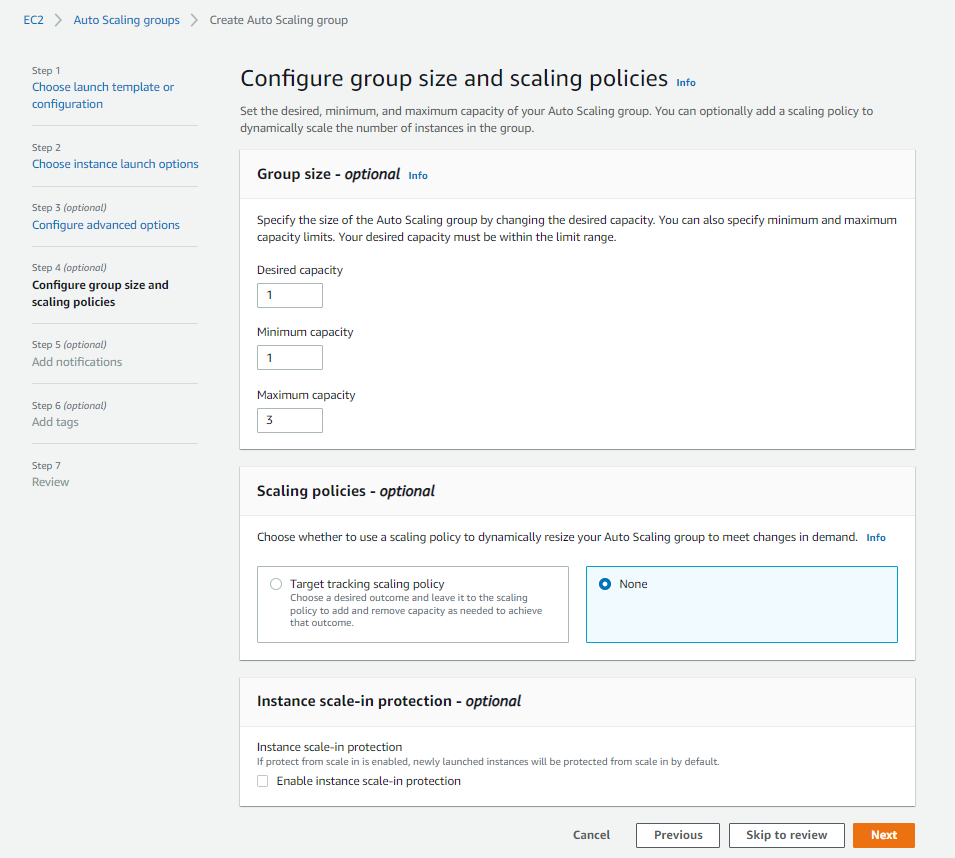 EC2 > Auto Scaling groups > Create Auto Scaling group
Step 1
Choose launch template or
configuration
Step 2
Choose instance launch options
Step 3 (optional)
Configure advanced options
Step 4 (optional)
Configure group size and
scaling policies
Step 5 (optional)
Add notifications
Step 6 (optional)
Add tags
Step 7
Review
Configure group size and scaling policies Info
Set the desired, minimum, and maximum capacity of your Auto Scaling group. You can optionally add a scaling policy to
dynamically scale the number of instances in the group.
Group size - optional Info
Specify the size of the Auto Scaling group by changing the desired capacity. You can also specify minimum and maximum
capacity limits. Your desired capacity must be within the limit range.
Desired capacity
1
Minimum capacity
1
Maximum capacity
3
Scaling policies - optional
Choose whether to use a scaling policy to dynamically resize your Auto Scaling group to meet changes in demand. Info
Target tracking scaling policy
Choose a desired outcome and leave it to the scaling
policy to add and remove capacity as needed to achieve
that outcome.
None
Instance scale-in protection - optional
Instance scale-in protection
If protect from scale in is enabled, newly launched instances will be protected from scale in by default.
Enable instance scale-in protection
Cancel Previous Skip to review Next